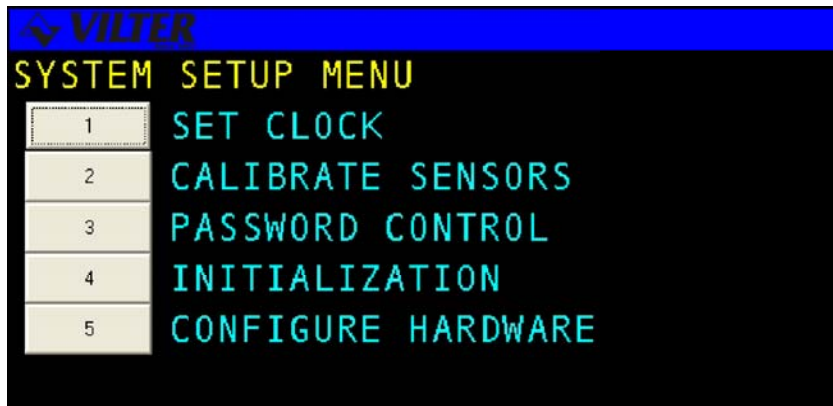 VILTER
SYSTEM SETUP MENU
1 SET CLOCK
2 CALIBRATE SENSORS
3 PASSWORD CONTROL
4 INITIALIZATION
5 CONFIGURE HARDWARE